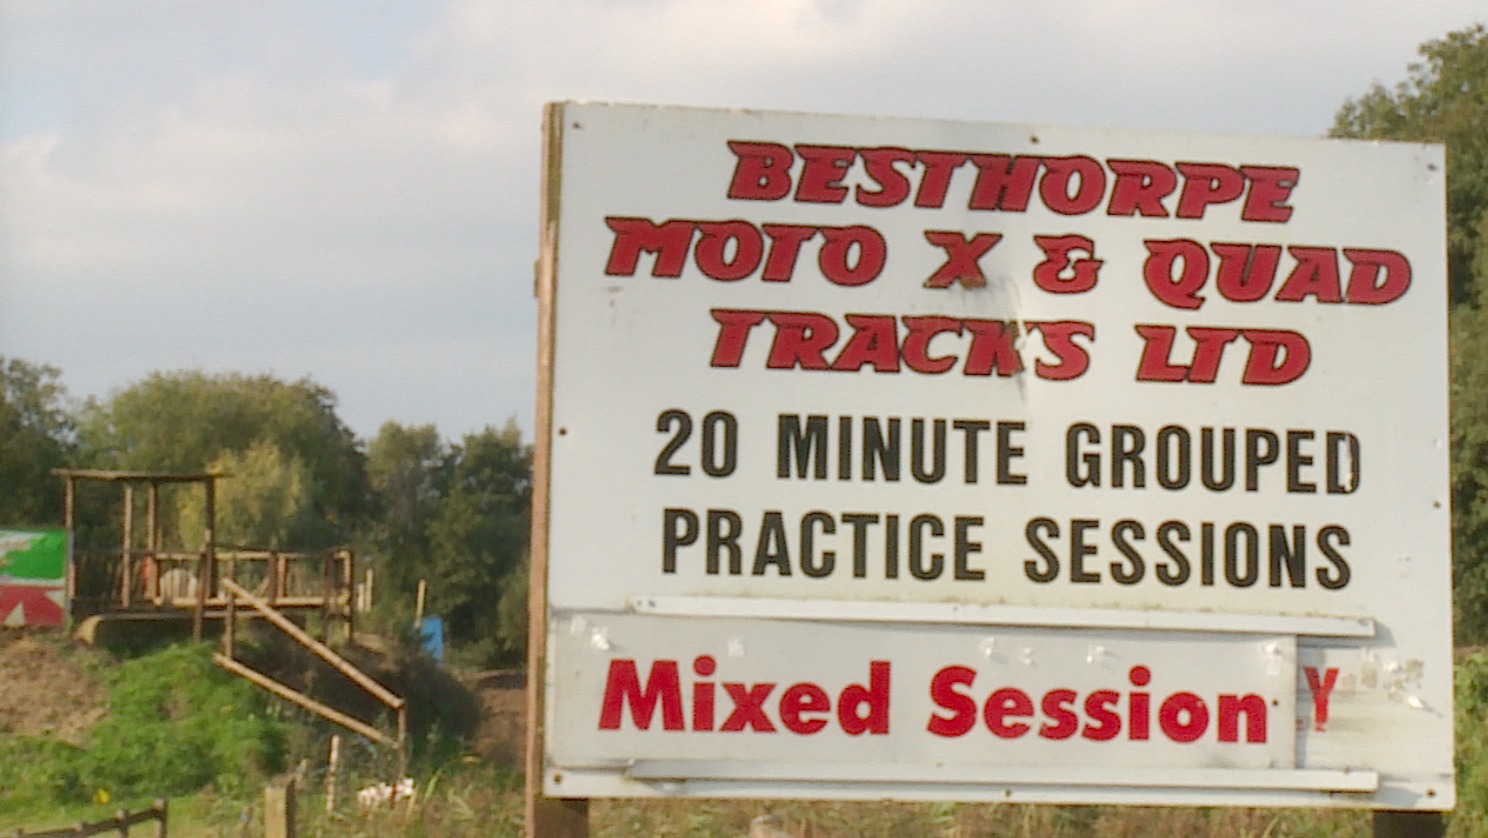 BESTHORPE
MOTO X & QUAD
TRACKS LTD
20 MINUTE GROUPED
PRACTICE SESSIONS
Mixed Session Y